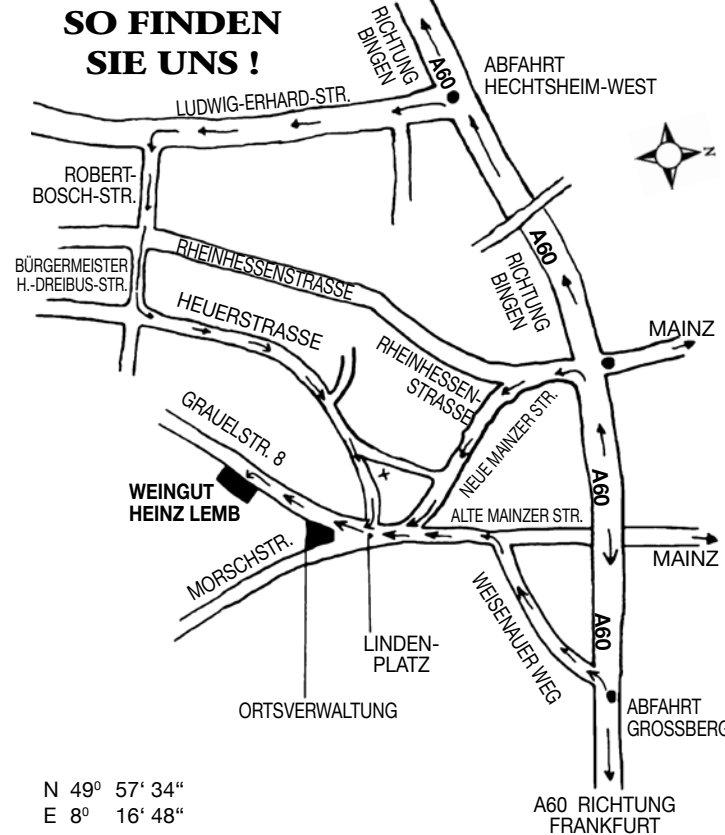 SO FINDEN
SIE UNS !
RICHTUNG
BINGEN
A60
ABFAHRT
HECHTSHEIM-WEST
LUDWIG-ERHARD-STR.
N
ROBERT-
BOSCH-STR.
A60
RICHTUNG
BINGEN
BÜRGERMEISTER
H.-DREIBUS-STR.
RHEINHESSENSTRASSE
HEUERSTRASSE
MAINZ
RHEINHESSEN-
STRASSE
NEUE MAINZER STR.
GRAUELSTR. 8
WEINGUT
HEINZ LEMB
A60
ALTE MAINZER STR.
MAINZ
MORSCHSTR.
WEISENAUER WEG
A60
LINDEN-
PLATZ
ORTSVERWALTUNG
ABFAHRT
GROSSBERG
N 49⁰ 57‘ 34“
E 8⁰ 16‘ 48“
A60 RICHTUNG
FRANKFURT